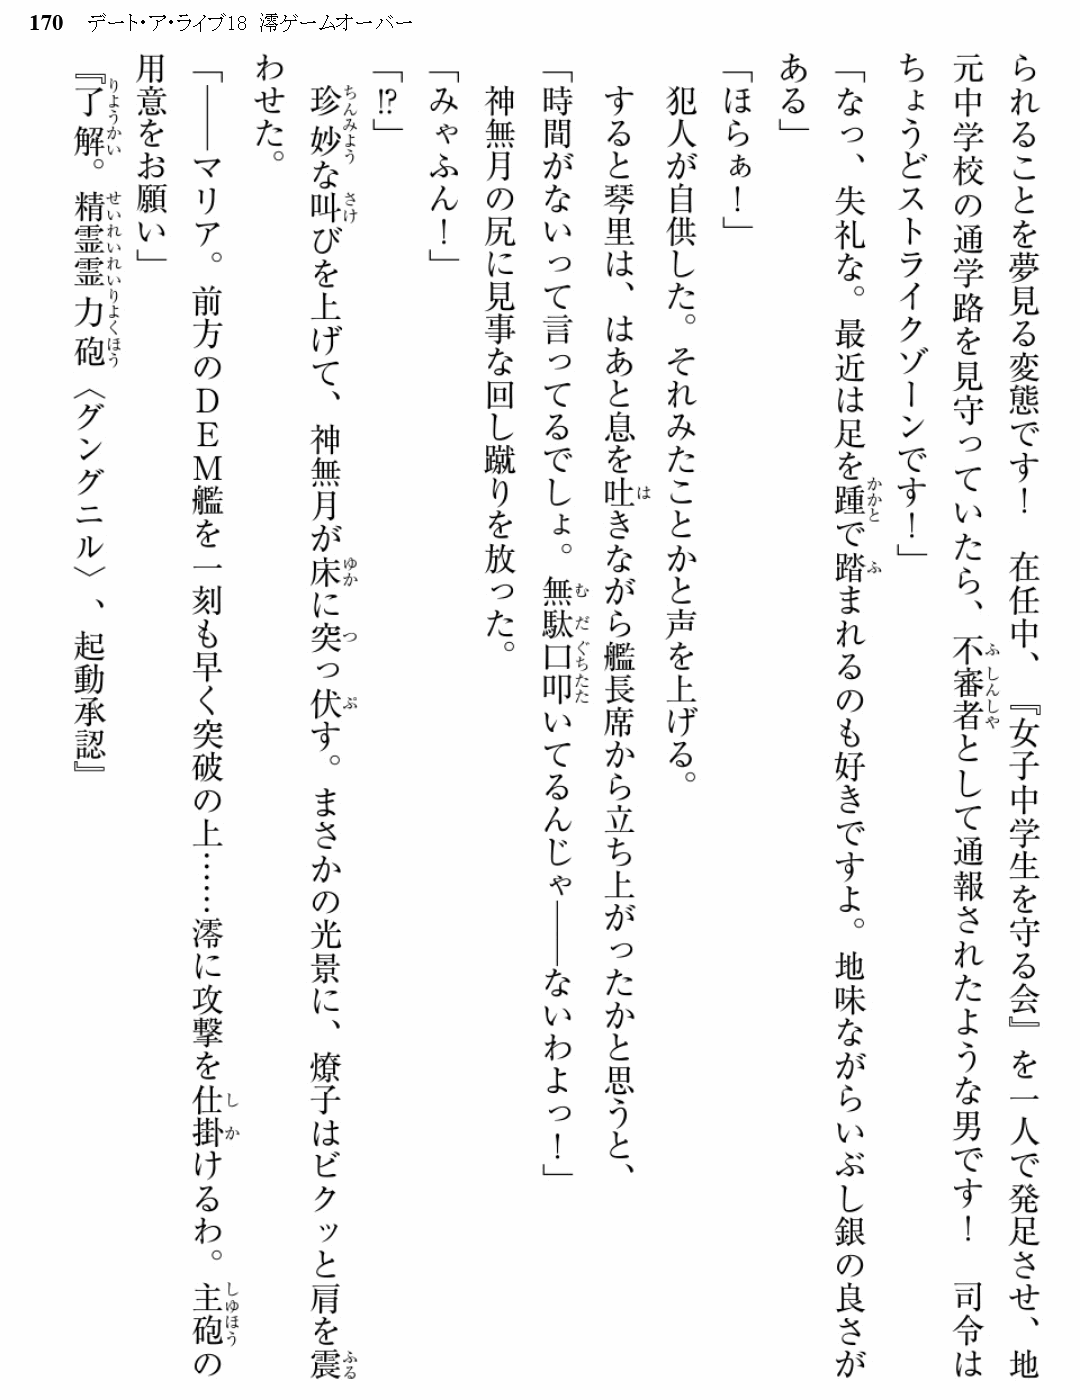 170 デート・ア・ライブ18 澪ゲームオーバー
られることを夢見る変態です！　在任中、『女子中学生を守る会』を一人で発足させ、地
元中学校の通学路を見守っていたら、不審者として通報されたような男です！　司令は
ちょうどストライクゾーンです！」
「なっ、失礼な。最近は足を踵で踏まれるのも好きですよ。地味ながらいぶし銀の良さが
ある」
「ほらぁ！」
犯人が自供した。それみたことかと声を上げる。
すると琴里は、はあと息を吐きながら艦長席から立ち上がったかと思うと、
「時間がないって言ってるでしょ。無駄口叩いてるんじゃ――ないわよっ！」
神無月の尻に見事な回し蹴りを放った。
「みゃふん！」
「!?」
珍妙な叫びを上げて、神無月が床に突っ伏す。まさかの光景に、燎子はビクッと肩を震
わせた。
「――マリア。前方のＤＥＭ艦を一刻も早く突破の上……澪に攻撃を仕掛けるわ。主砲の
用意をお願い」
『了解。精霊霊力砲〈グングニル〉、起動承認』